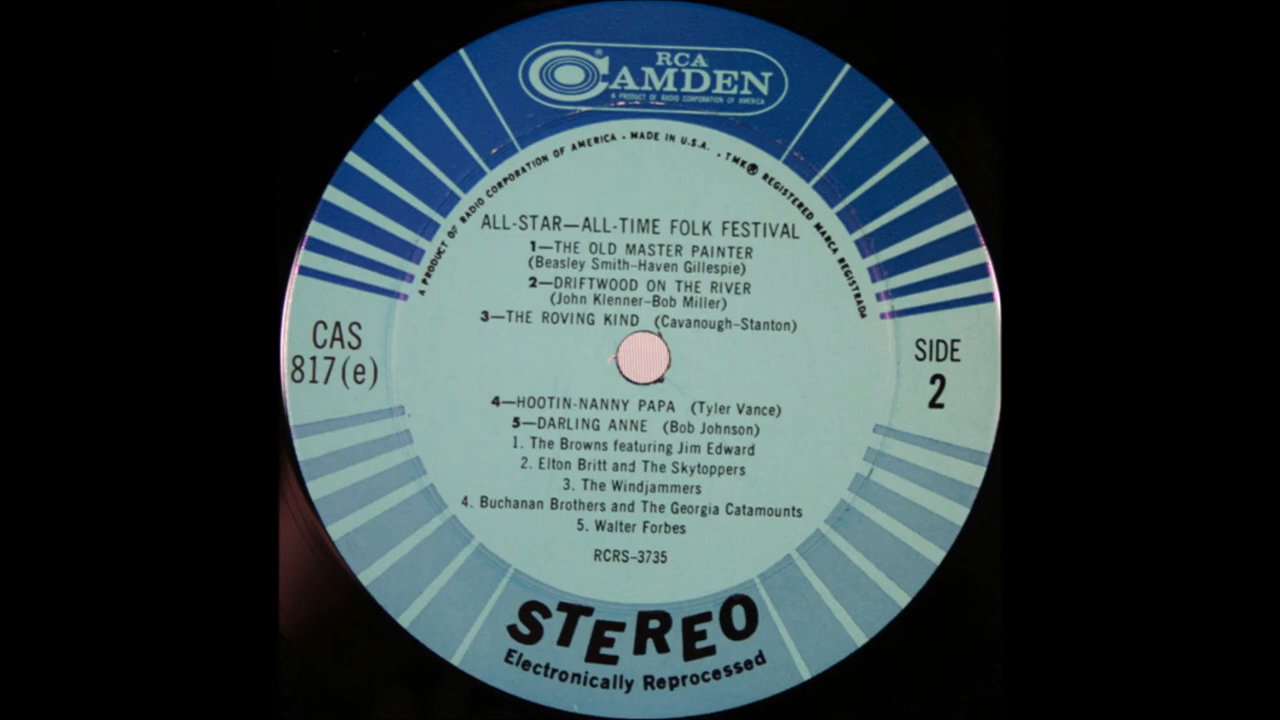 RCA
CAMDEN
®
A PRODUCT OF RADIO CORPORATION OF AMERICA
A PRODUCT OF RADIO CORPORATION OF AMERICA - MADE IN U.S.A. - TMK® REGISTERED MARCA REGISTRADA
ALL-STAR—ALL-TIME FOLK FESTIVAL
1—THE OLD MASTER PAINTER
(Beasley Smith-Haven Gillespie)
2—DRIFTWOOD ON THE RIVER
(John Klenner-Bob Miller)
3—THE ROVING KIND (Cavanough-Stanton)
CAS
817(e)
SIDE
2
4—HOOTIN-NANNY PAPA (Tyler Vance)
5—DARLING ANNE (Bob Johnson)
1. The Browns featuring Jim Edward
2. Elton Britt and The Skytoppers
3. The Windjammers
4. Buchanan Brothers and The Georgia Catamounts
5. Walter Forbes
RCRS-3735
STEREO
Electronically Reprocessed